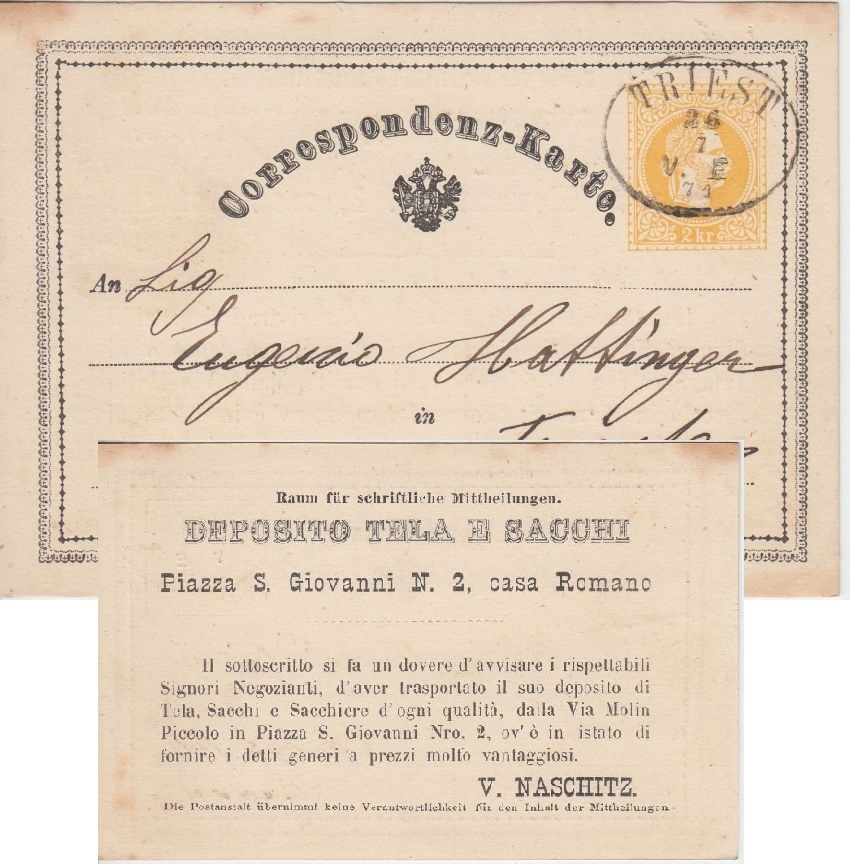 Correspondenz-Karte.
TRIEST
26
7
V. E
74
2 kr
An Sig
Eugenio Hattinger
in
Raum für schriftliche Mittheilungen.
DEPOSITO TELA E SACCHI
Piazza S. Giovanni N. 2, casa Romano
Il sottoscritto si fa un dovere d'avvisare i rispettabili
Signori Negozianti, d'aver trasportato il suo deposito di
Tela, Sacchi e Sacchiere d'ogni qualità, dalla Via Molin
Piccolo in Piazza S. Giovanni Nro. 2, ov'è in istato di
fornire i detti generi a prezzi molto vantaggiosi.
V. NASCHITZ.
Die Postanstalt übernimmt keine Verantwortlichkeit für den Inhalt der Mittheilungen.